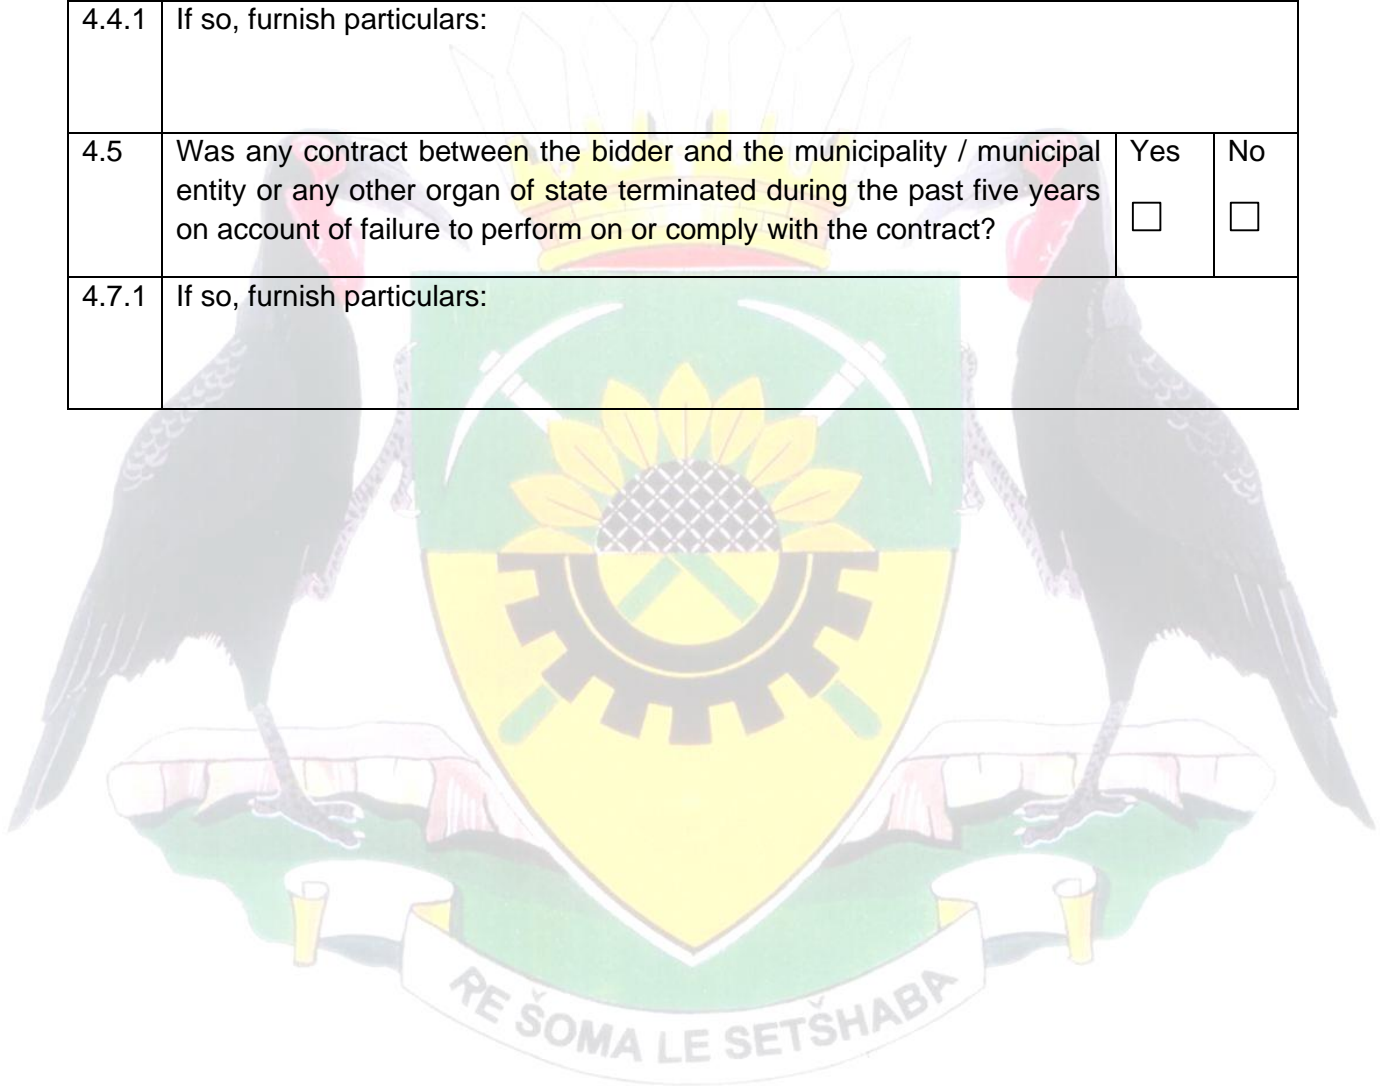 4.4.1 If so, furnish particulars:
4.5 Was any contract between the bidder and the municipality / municipal Yes No
entity or any other organ of state terminated during the past five years
on account of failure to perform on or comply with the contract? ☐ ☐
4.7.1 If so, furnish particulars:
RE ŠOMA LE SETŠHABA